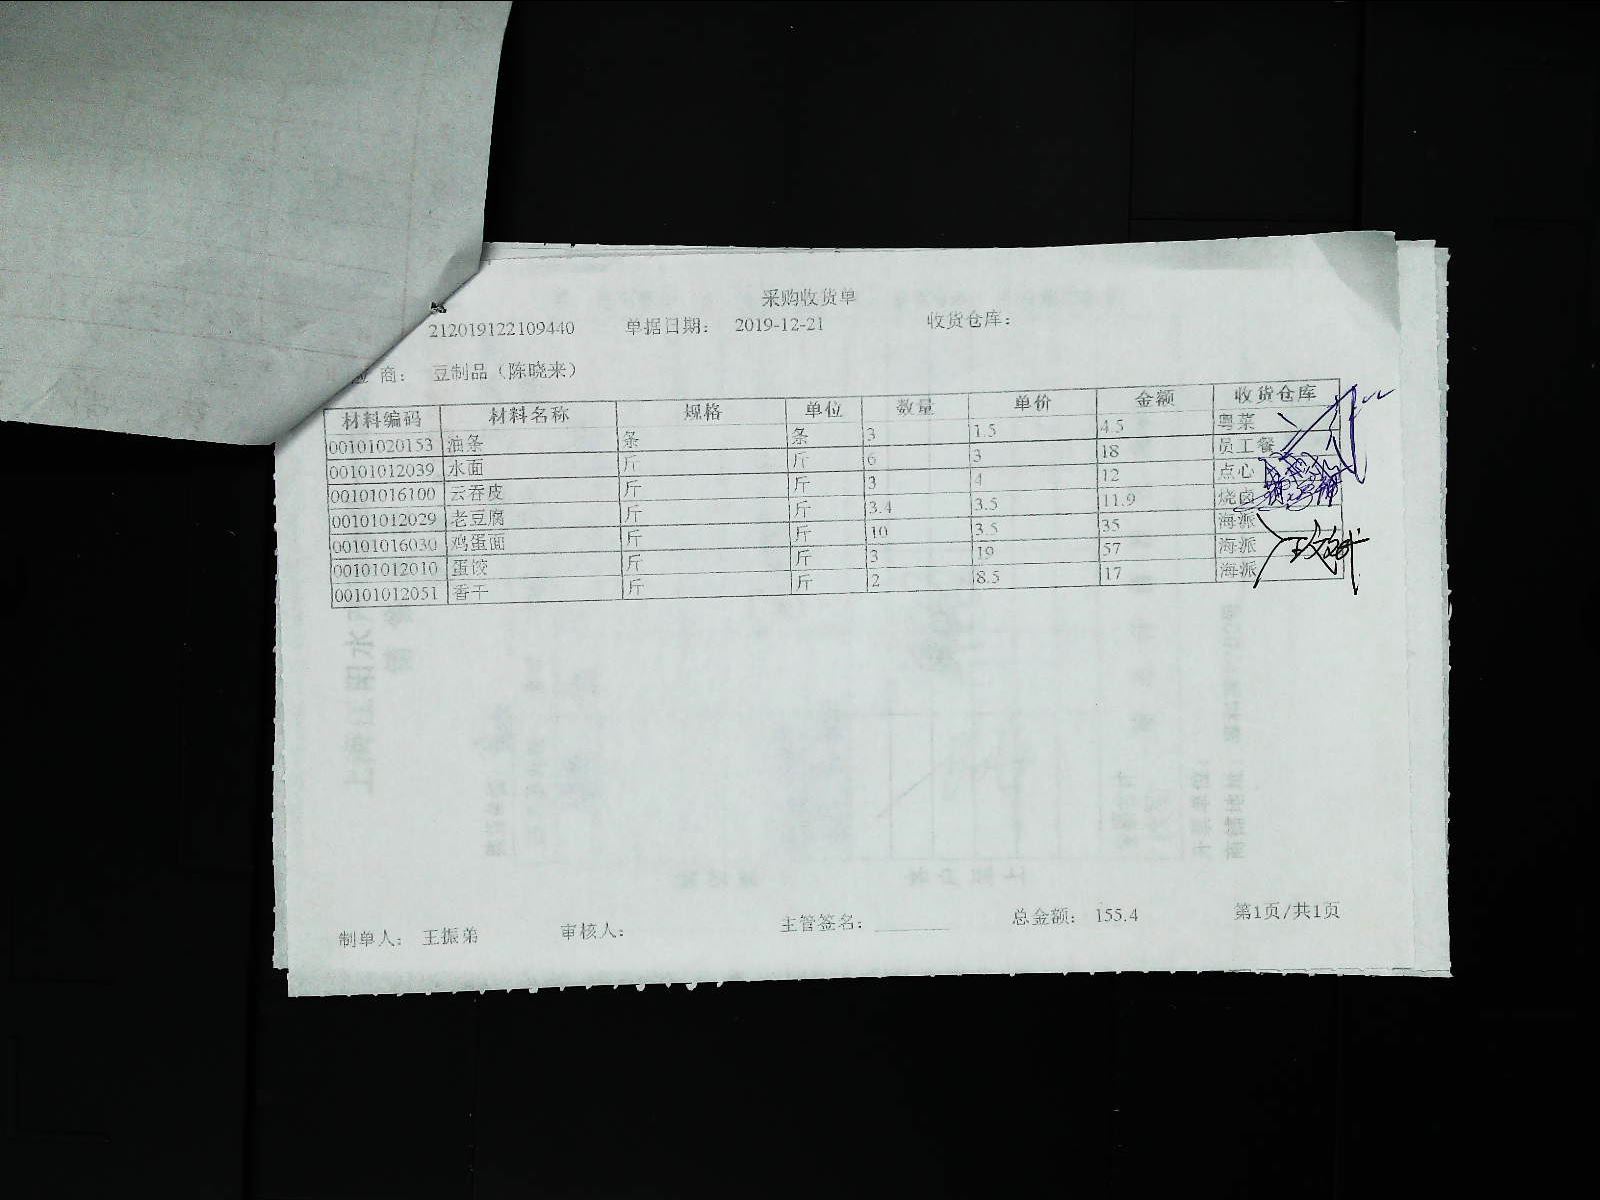 采购收货单
212019122109440 单据日期: 2019-12-21 收货仓库:
应 商: 豆制品（陈晓来）
材料编码 材料名称 规格 单位 数量 单价 金额 收货仓库
00101020153 油条 条 条 3 1.5 4.5 粤菜
00101012039 水面 斤 斤 6 3 18 员工餐
00101016100 云吞皮 斤 斤 3 4 12 点心
00101012029 老豆腐 斤 斤 3.4 3.5 11.9 烧卤
00101016030 鸡蛋面 斤 斤 10 3.5 35 海派
00101012010 蛋饺 斤 斤 3 19 57 海派
00101012051 香干 斤 斤 2 8.5 17 海派
制单人: 王振弟 审核人: 主管签名: 总金额: 155.4 第1页/共1页